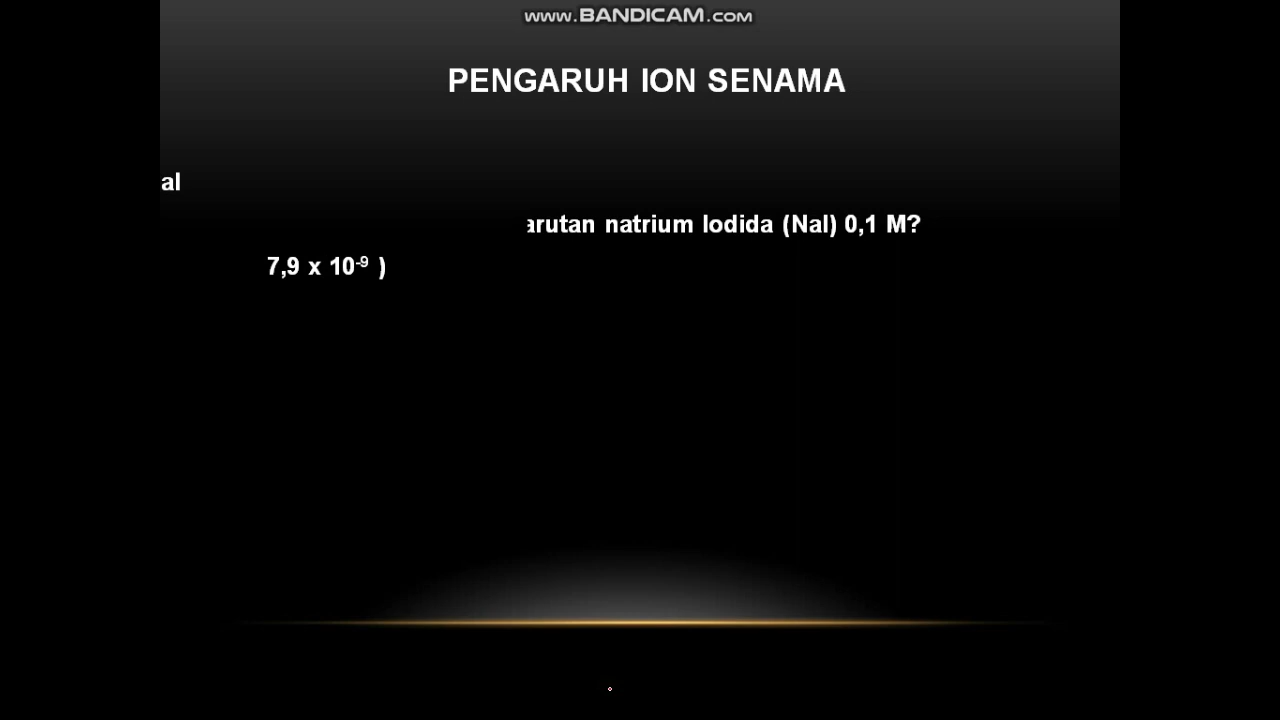 www.BANDICAM.com
PENGARUH ION SENAMA
al
arutan natrium Iodida (NaI) 0,1 M?
7,9 x 10⁻⁹ )